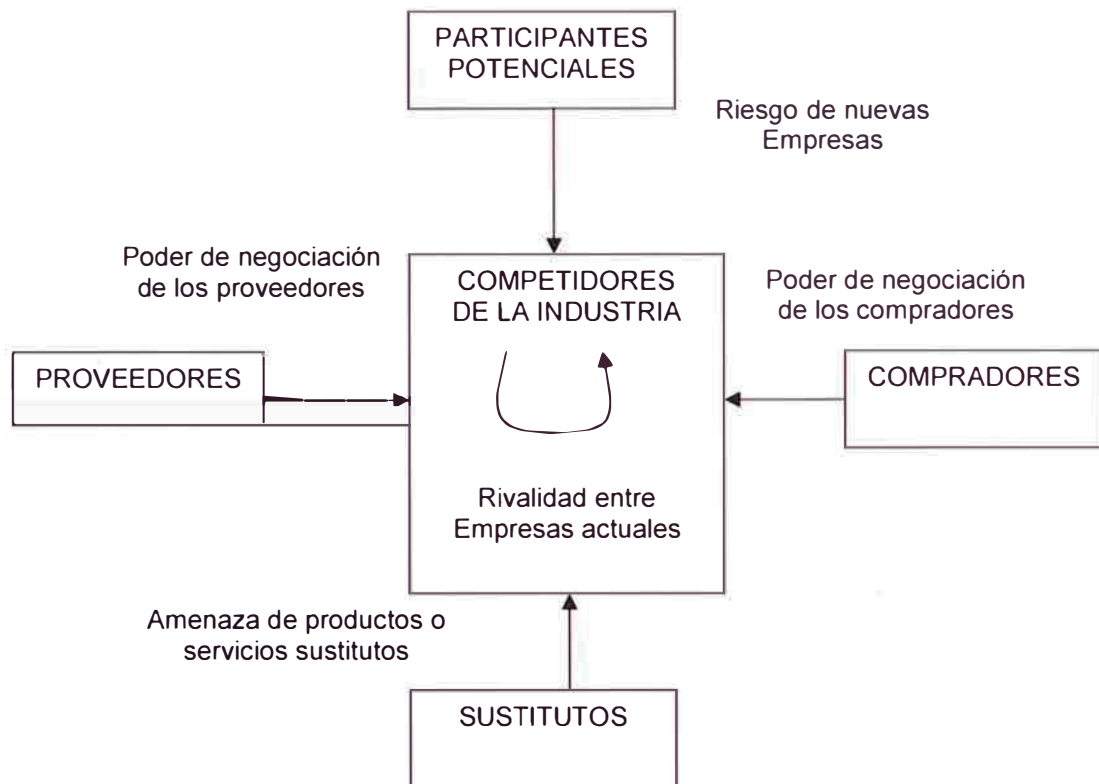 PARTICIPANTES
POTENCIALES
Riesgo de nuevas
Empresas
Poder de negociación
de los proveedores
COMPETIDORES
DE LA INDUSTRIA
Poder de negociación
de los compradores
PROVEEDORES
COMPRADORES
Rivalidad entre
Empresas actuales
Amenaza de productos o
servicios sustitutos
SUSTITUTOS